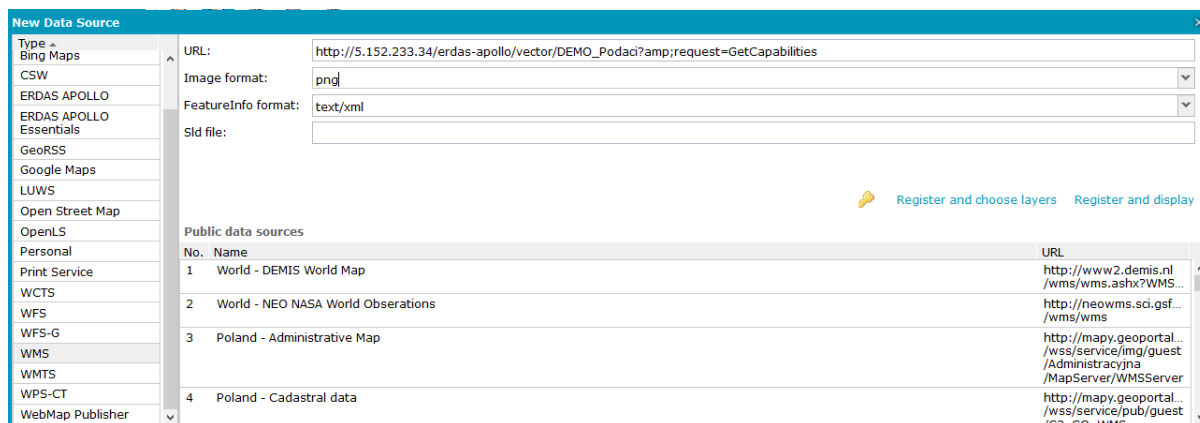 New Data Source
Type
Bing Maps
CSW
ERDAS APOLLO
ERDAS APOLLO
Essentials
GeoRSS
Google Maps
LUWS
Open Street Map
OpenLS
Personal
Print Service
WCTS
WFS
WFS-G
WMS
WMTS
WPS-CT
WebMap Publisher
URL: http://5.152.233.34/erdas-apollo/vector/DEMO_Podaci?amp;request=GetCapabilities
Image format: png
FeatureInfo format: text/xml
Sld file:
Register and choose layers Register and display
Public data sources
No. Name URL
1 World - DEMIS World Map http://www2.demis.nl
/wms/wms.ashx?WMS...
2 World - NEO NASA World Obserations http://neowms.sci.gsf...
/wms/wms
3 Poland - Administrative Map http://mapy.geoportal...
/wss/service/img/guest
/Administracyjna
/MapServer/WMSServer
4 Poland - Cadastral data http://mapy.geoportal...
/wss/service/pub/guest